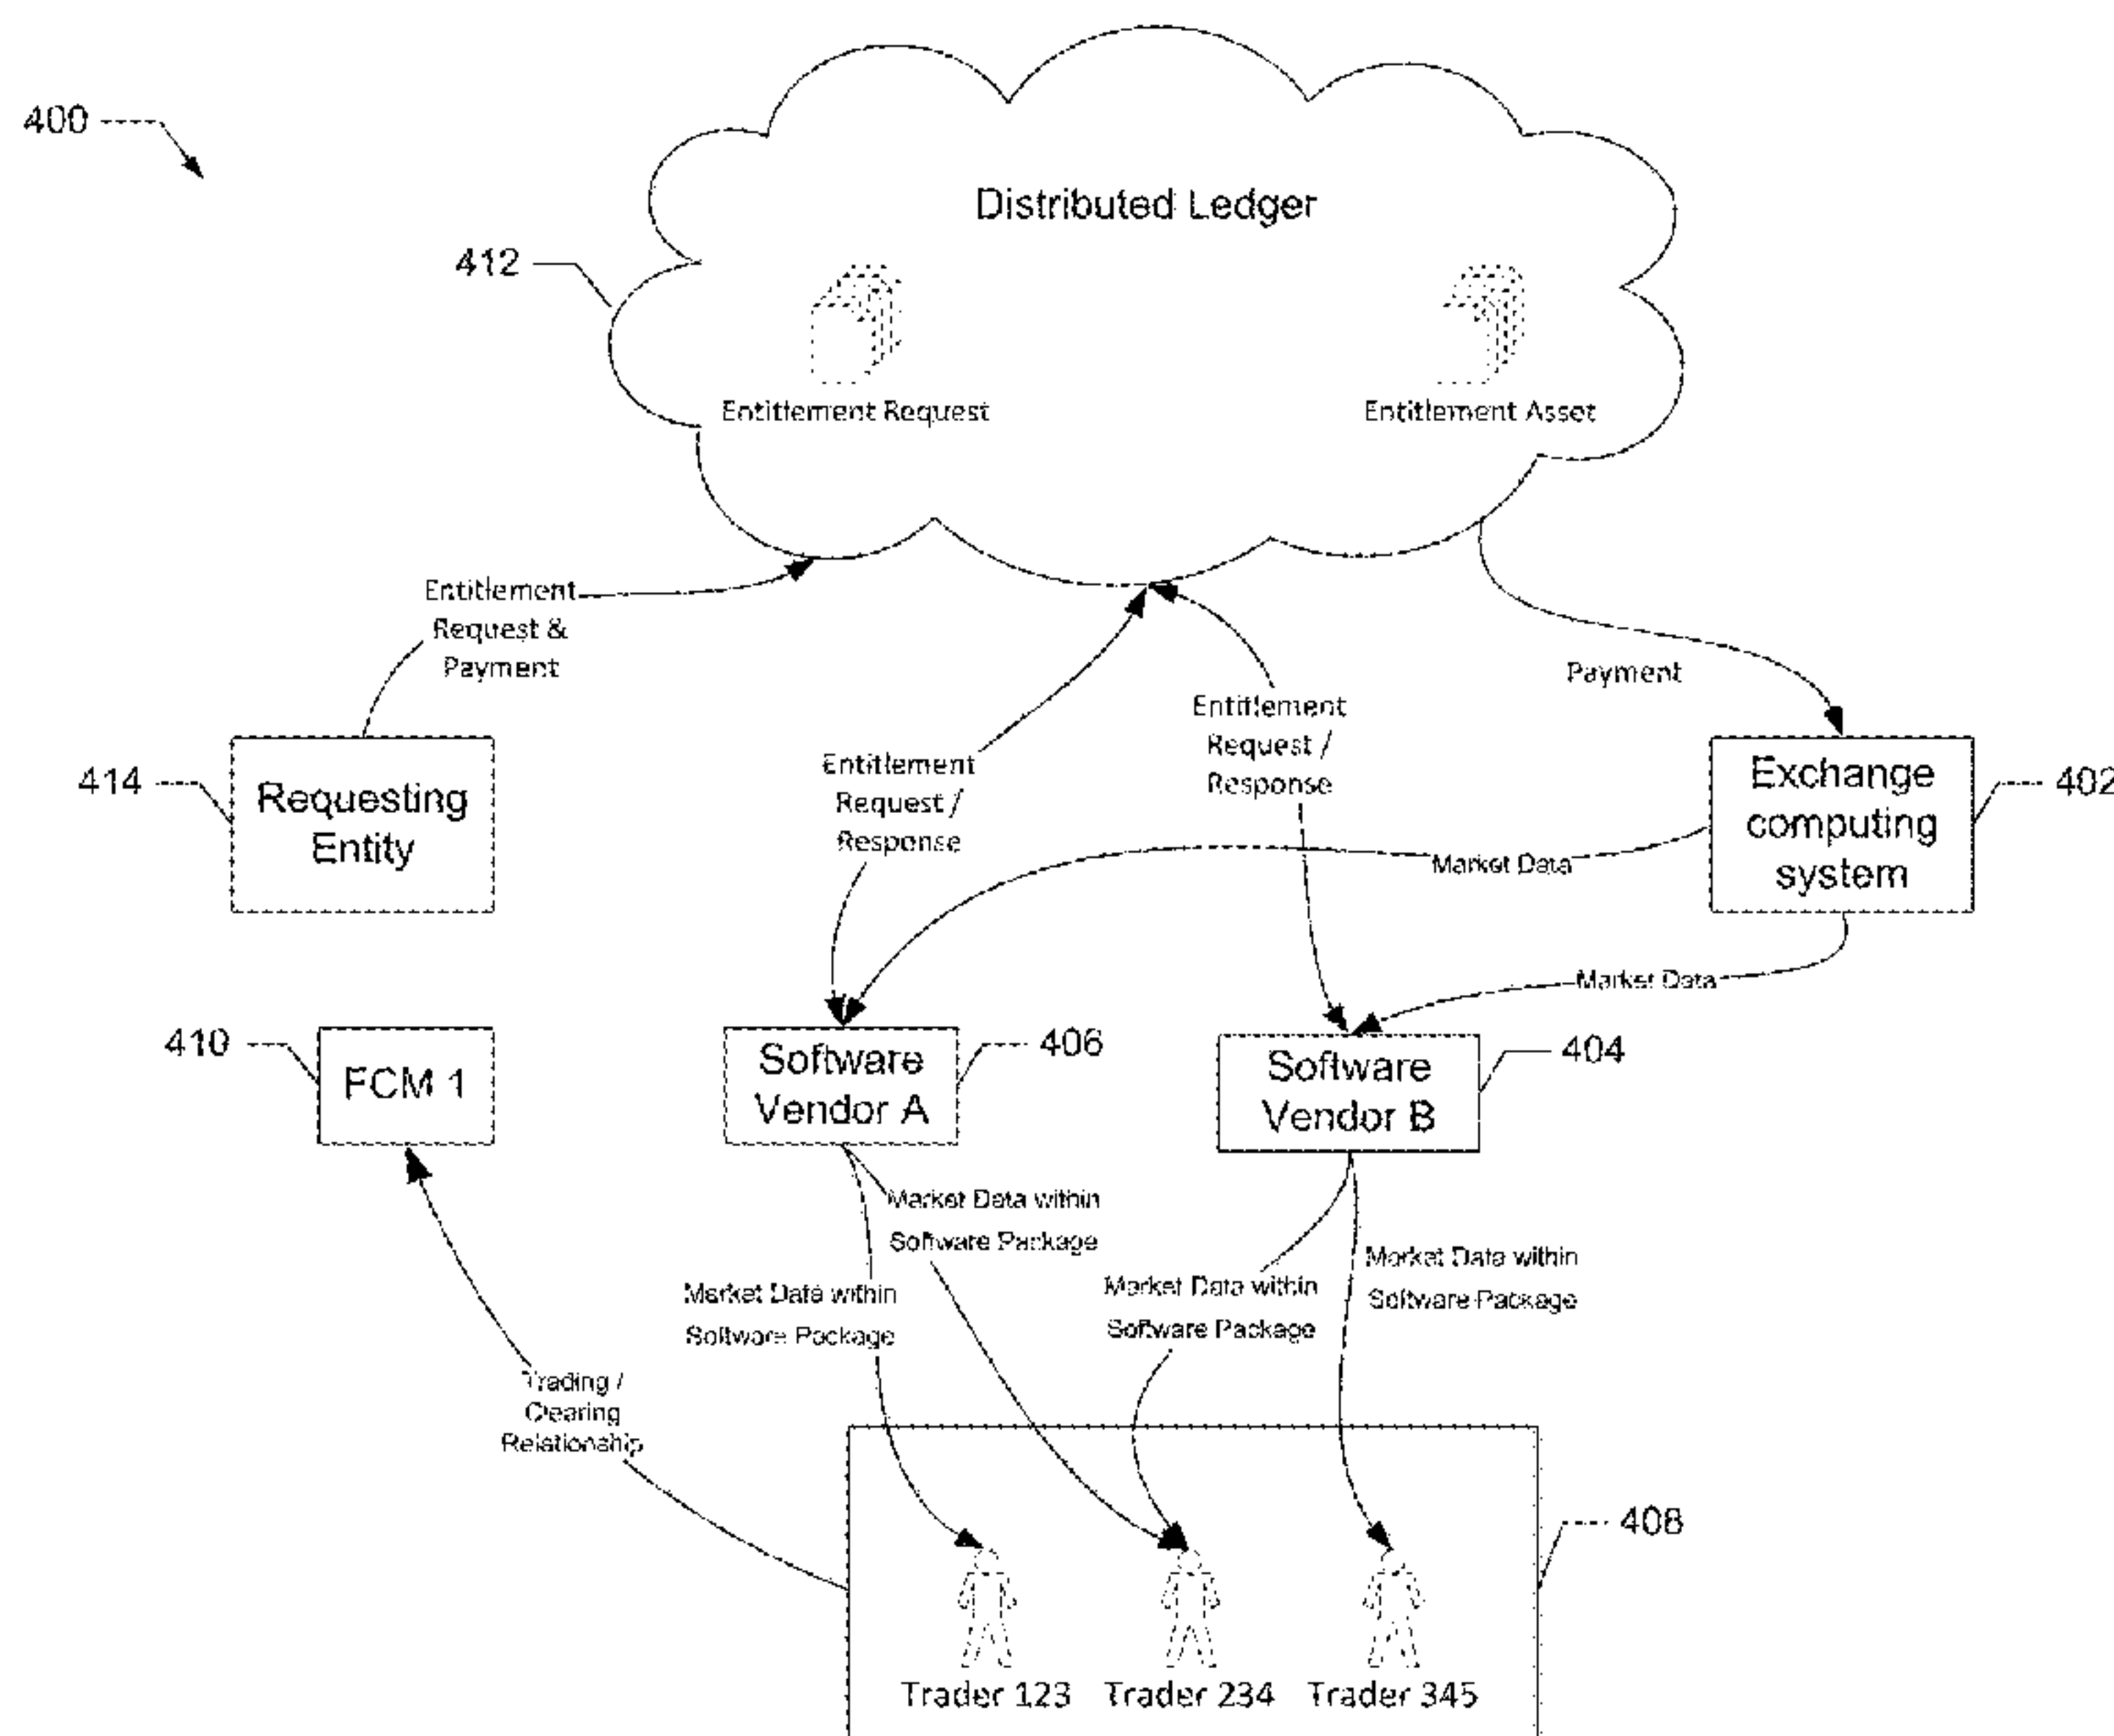 400
Distributed Ledger
412
Entitlement Request
Entitlement Asset
Entitlement
Request &
Payment
Payment
Entitlement
Request /
Response
Entitlement
Request /
Response
414
Requesting
Entity
Exchange
computing
system
402
Market Data
Market Data
410
FCM 1
Software
Vendor A
406
Software
Vendor B
404
Market Data within
Software Package
Market Data within
Software Package
Market Data within
Software Package
Market Data within
Software Package
Trading /
Clearing
Relationship
408
Trader 123
Trader 234
Trader 345